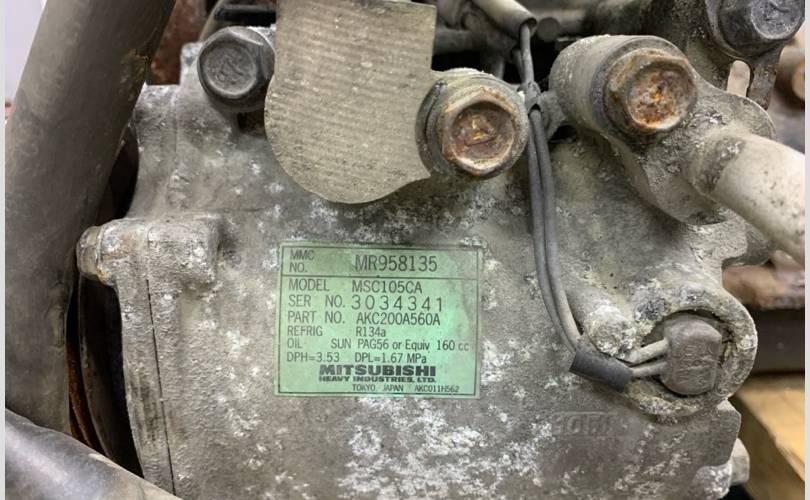 MMC NO. MR958135
MODEL MSC105CA
SER NO. 3034341
PART NO. AKC200A560A
REFRIG R134a
OIL SUN PAG56 or Equiv 160 cc
DPH=3.53 DPL=1.67 MPa
MITSUBISHI
HEAVY INDUSTRIES, LTD.
TOKYO, JAPAN AKC011H562